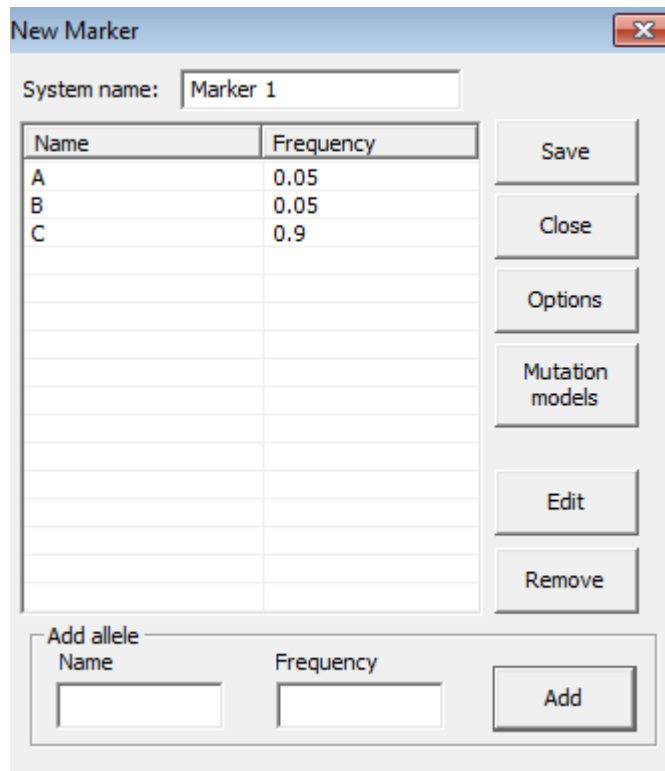 New Marker
System name: Marker 1
Name Frequency
A 0.05
B 0.05
C 0.9
Save
Close
Options
Mutation
models
Edit
Remove
Add allele
Name Frequency
Add